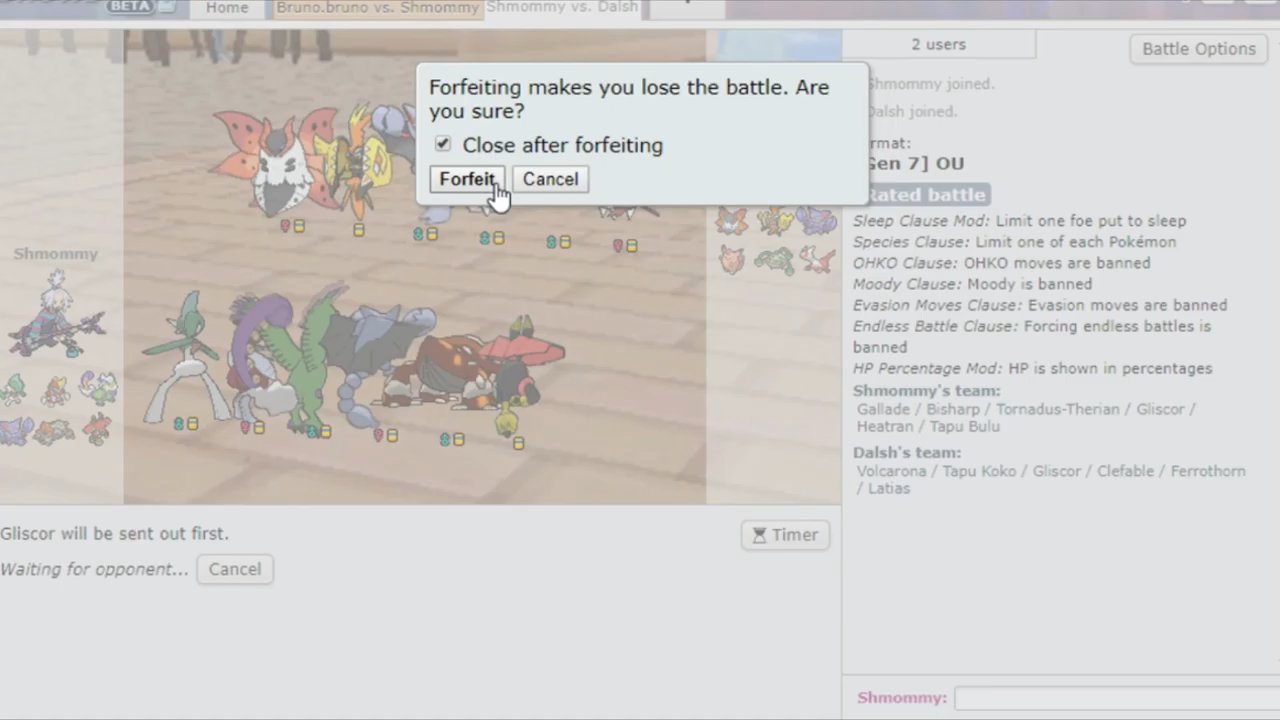 BETA
Home
Bruno.bruno vs. Shmommy
Shmommy vs. Dalsh
2 users
Battle Options
Forfeiting makes you lose the battle. Are
you sure?
Close after forfeiting
Forfeit
Cancel
Shmommy joined.
Dalsh joined.
rmat:
Gen 7] OU
Rated battle
Sleep Clause Mod: Limit one foe put to sleep
Species Clause: Limit one of each Pokémon
OHKO Clause: OHKO moves are banned
Moody Clause: Moody is banned
Evasion Moves Clause: Evasion moves are banned
Endless Battle Clause: Forcing endless battles is
banned
HP Percentage Mod: HP is shown in percentages
Shmommy's team:
Gallade / Bisharp / Tornadus-Therian / Gliscor /
Heatran / Tapu Bulu
Dalsh's team:
Volcarona / Tapu Koko / Gliscor / Clefable / Ferrothorn
/ Latias
Shmommy
Gliscor will be sent out first.
Timer
Waiting for opponent...
Cancel
Shmommy: